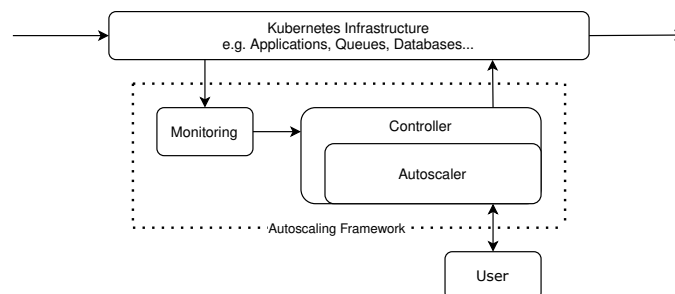 Kubernetes Infrastructure
e.g. Applications, Queues, Databases...
Monitoring
Controller
Autoscaler
Autoscaling Framework
User